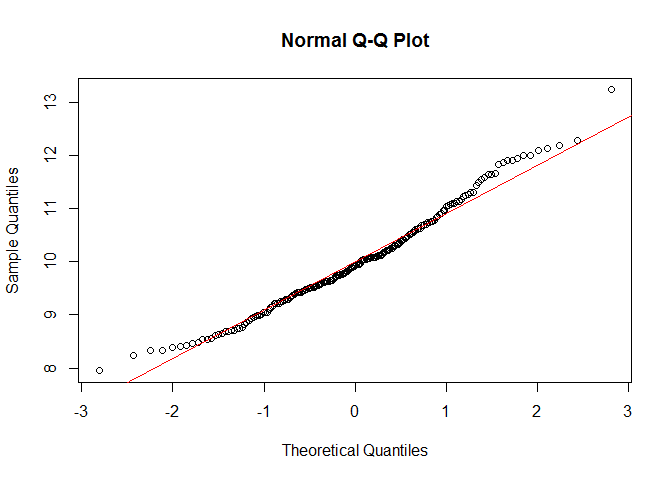 Normal Q-Q Plot
Sample Quantiles
13
12
11
10
9
8
-3 -2 -1 0 1 2 3
Theoretical Quantiles